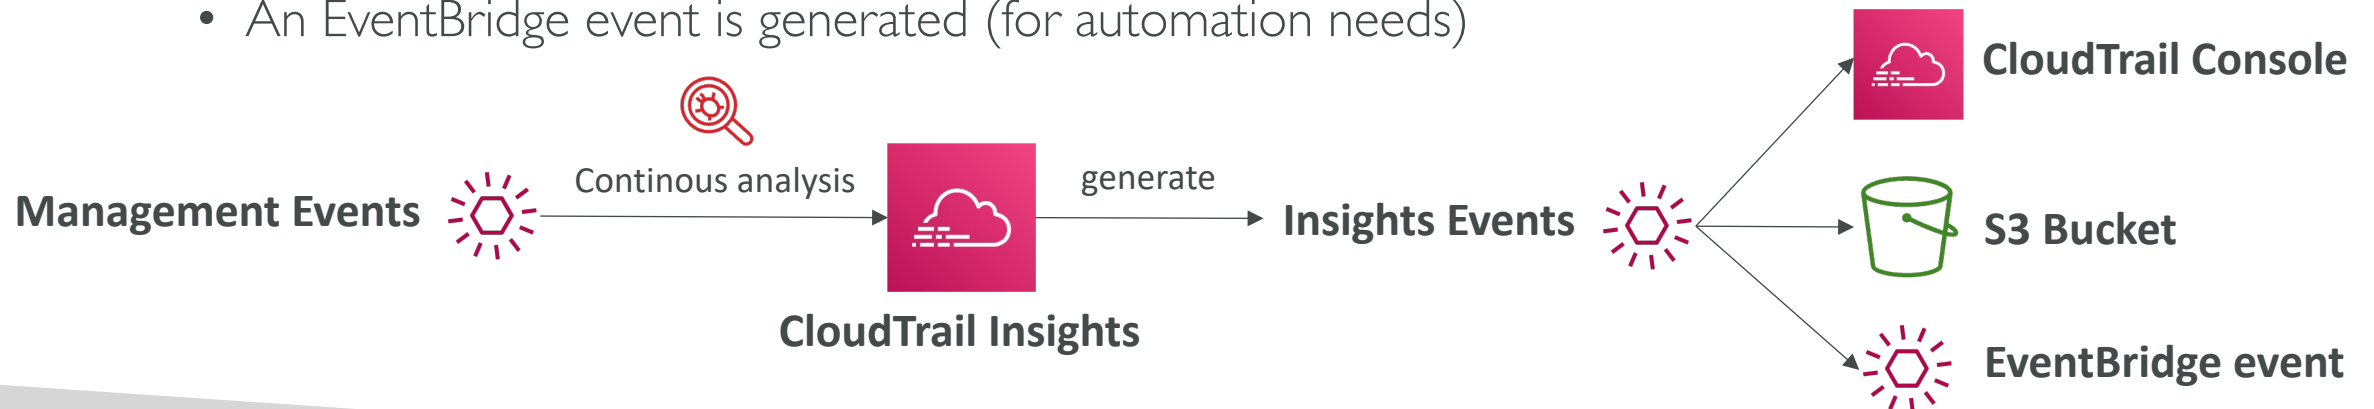 • An EventBridge event is generated (for automation needs)
CloudTrail Console
Continous analysis
generate
Management Events
Insights Events
S3 Bucket
CloudTrail Insights
EventBridge event